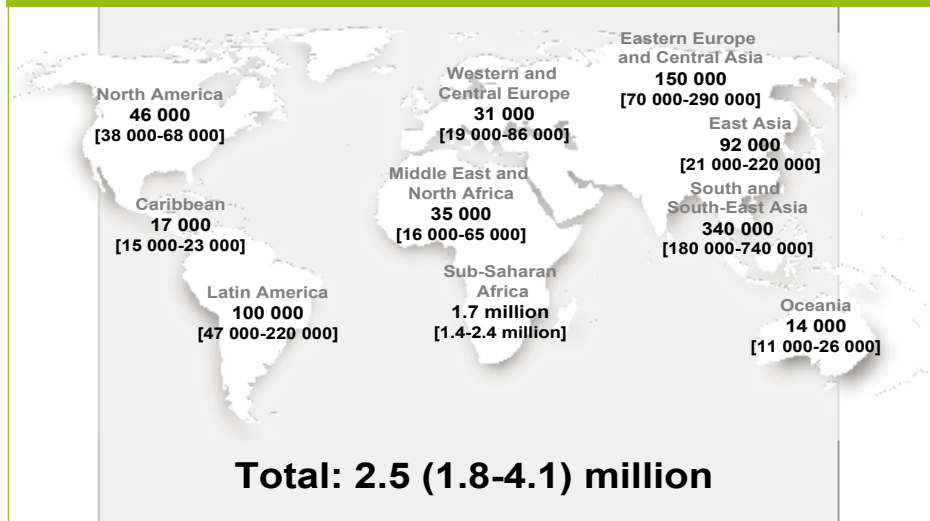 North America
46 000
[38 000-68 000]
Caribbean
17 000
[15 000-23 000]
Latin America
100 000
[47 000-220 000]
Western and
Central Europe
31 000
[19 000-86 000]
Middle East and
North Africa
35 000
[16 000-65 000]
Sub-Saharan
Africa
1.7 million
[1.4-2.4 million]
Eastern Europe
and Central Asia
150 000
[70 000-290 000]
East Asia
92 000
[21 000-220 000]
South and
South-East Asia
340 000
[180 000-740 000]
Oceania
14 000
[11 000-26 000]
Total: 2.5 (1.8-4.1) million